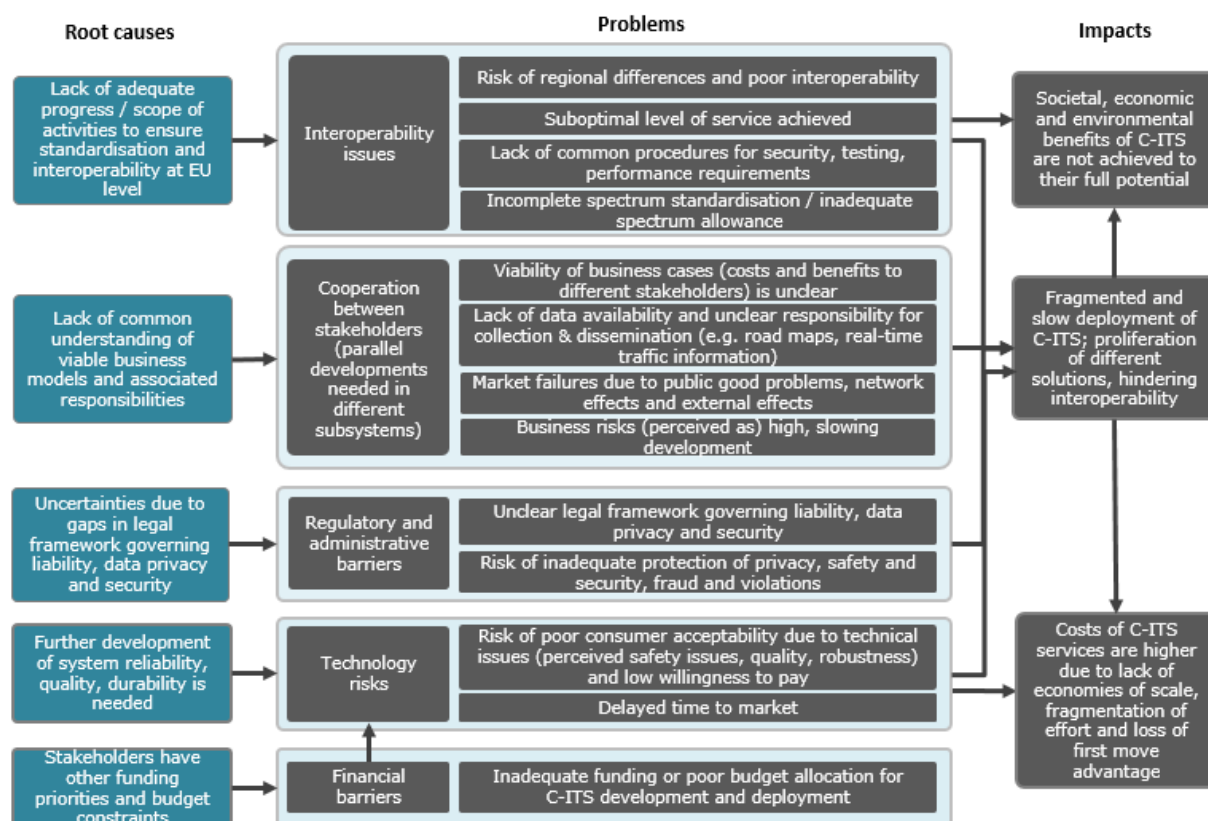 Root causes
Problems
Impacts
Lack of adequate
progress / scope of
activities to ensure
standardisation and
interoperability at EU
level
Interoperability
issues
Risk of regional differences and poor interoperability
Suboptimal level of service achieved
Lack of common procedures for security, testing,
performance requirements
Incomplete spectrum standardisation / inadequate
spectrum allowance
Societal, economic
and environmental
benefits of C-ITS
are not achieved to
their full potential
Lack of common
understanding of
viable business
models and associated
responsibilities
Cooperation
between
stakeholders
(parallel
developments
needed in
different
subsystems)
Viability of business cases (costs and benefits to
different stakeholders) is unclear
Lack of data availability and unclear responsibility for
collection & dissemination (e.g. road maps, real-time
traffic information)
Market failures due to public good problems, network
effects and external effects
Business risks (perceived as) high, slowing
development
Fragmented and
slow deployment of
C-ITS; proliferation
of different
solutions, hindering
interoperability
Uncertainties due to
gaps in legal
framework governing
liability, data privacy
and security
Regulatory and
administrative
barriers
Unclear legal framework governing liability, data
privacy and security
Risk of inadequate protection of privacy, safety and
security, fraud and violations
Further development
of system reliability,
quality, durability is
needed
Technology
risks
Risk of poor consumer acceptability due to technical
issues (perceived safety issues, quality, robustness)
and low willingness to pay
Delayed time to market
Costs of C-ITS
services are higher
due to lack of
economies of scale,
fragmentation of
effort and loss of
first move
advantage
Stakeholders have
other funding
priorities and budget
constraints
Financial
barriers
Inadequate funding or poor budget allocation for
C-ITS development and deployment